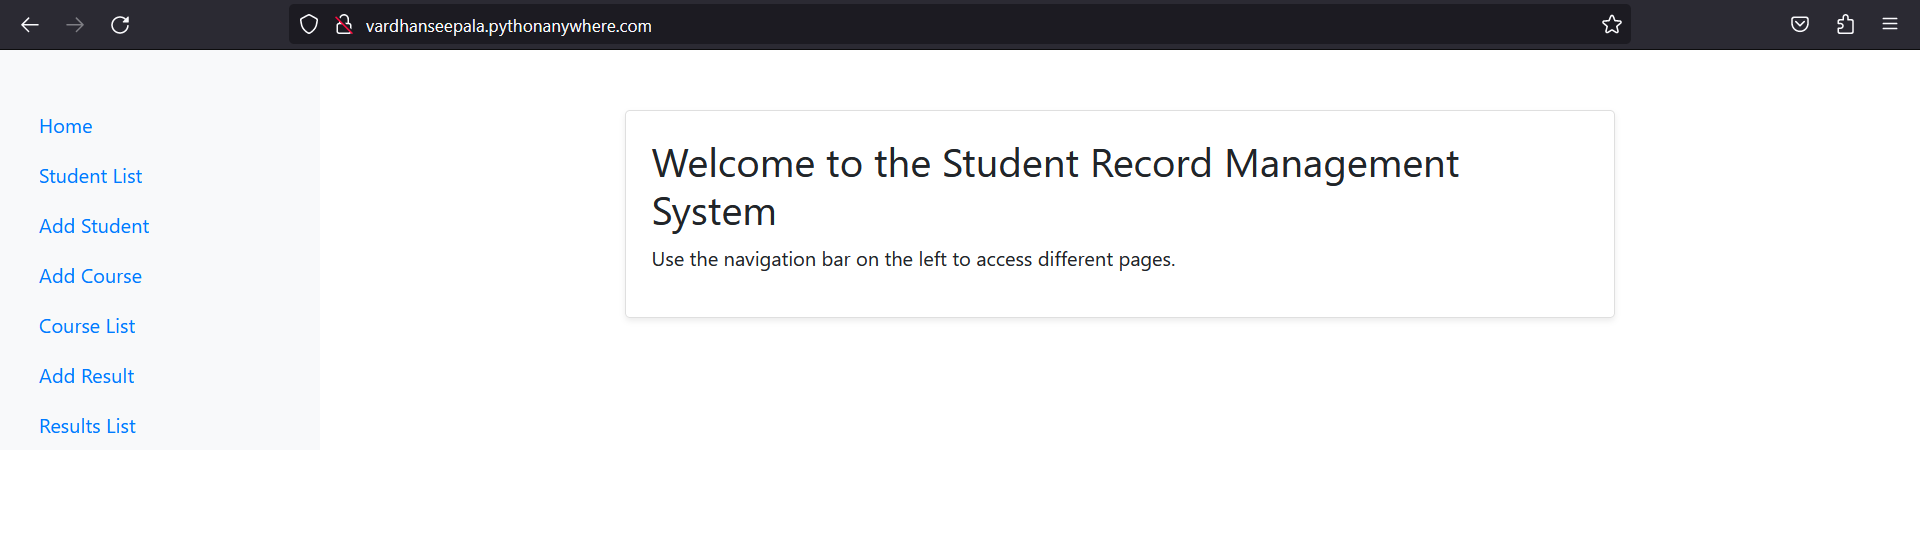 vardhanseepala.pythonanywhere.com
Home
Student List
Add Student
Add Course
Course List
Add Result
Results List
Welcome to the Student Record Management
System
Use the navigation bar on the left to access different pages.